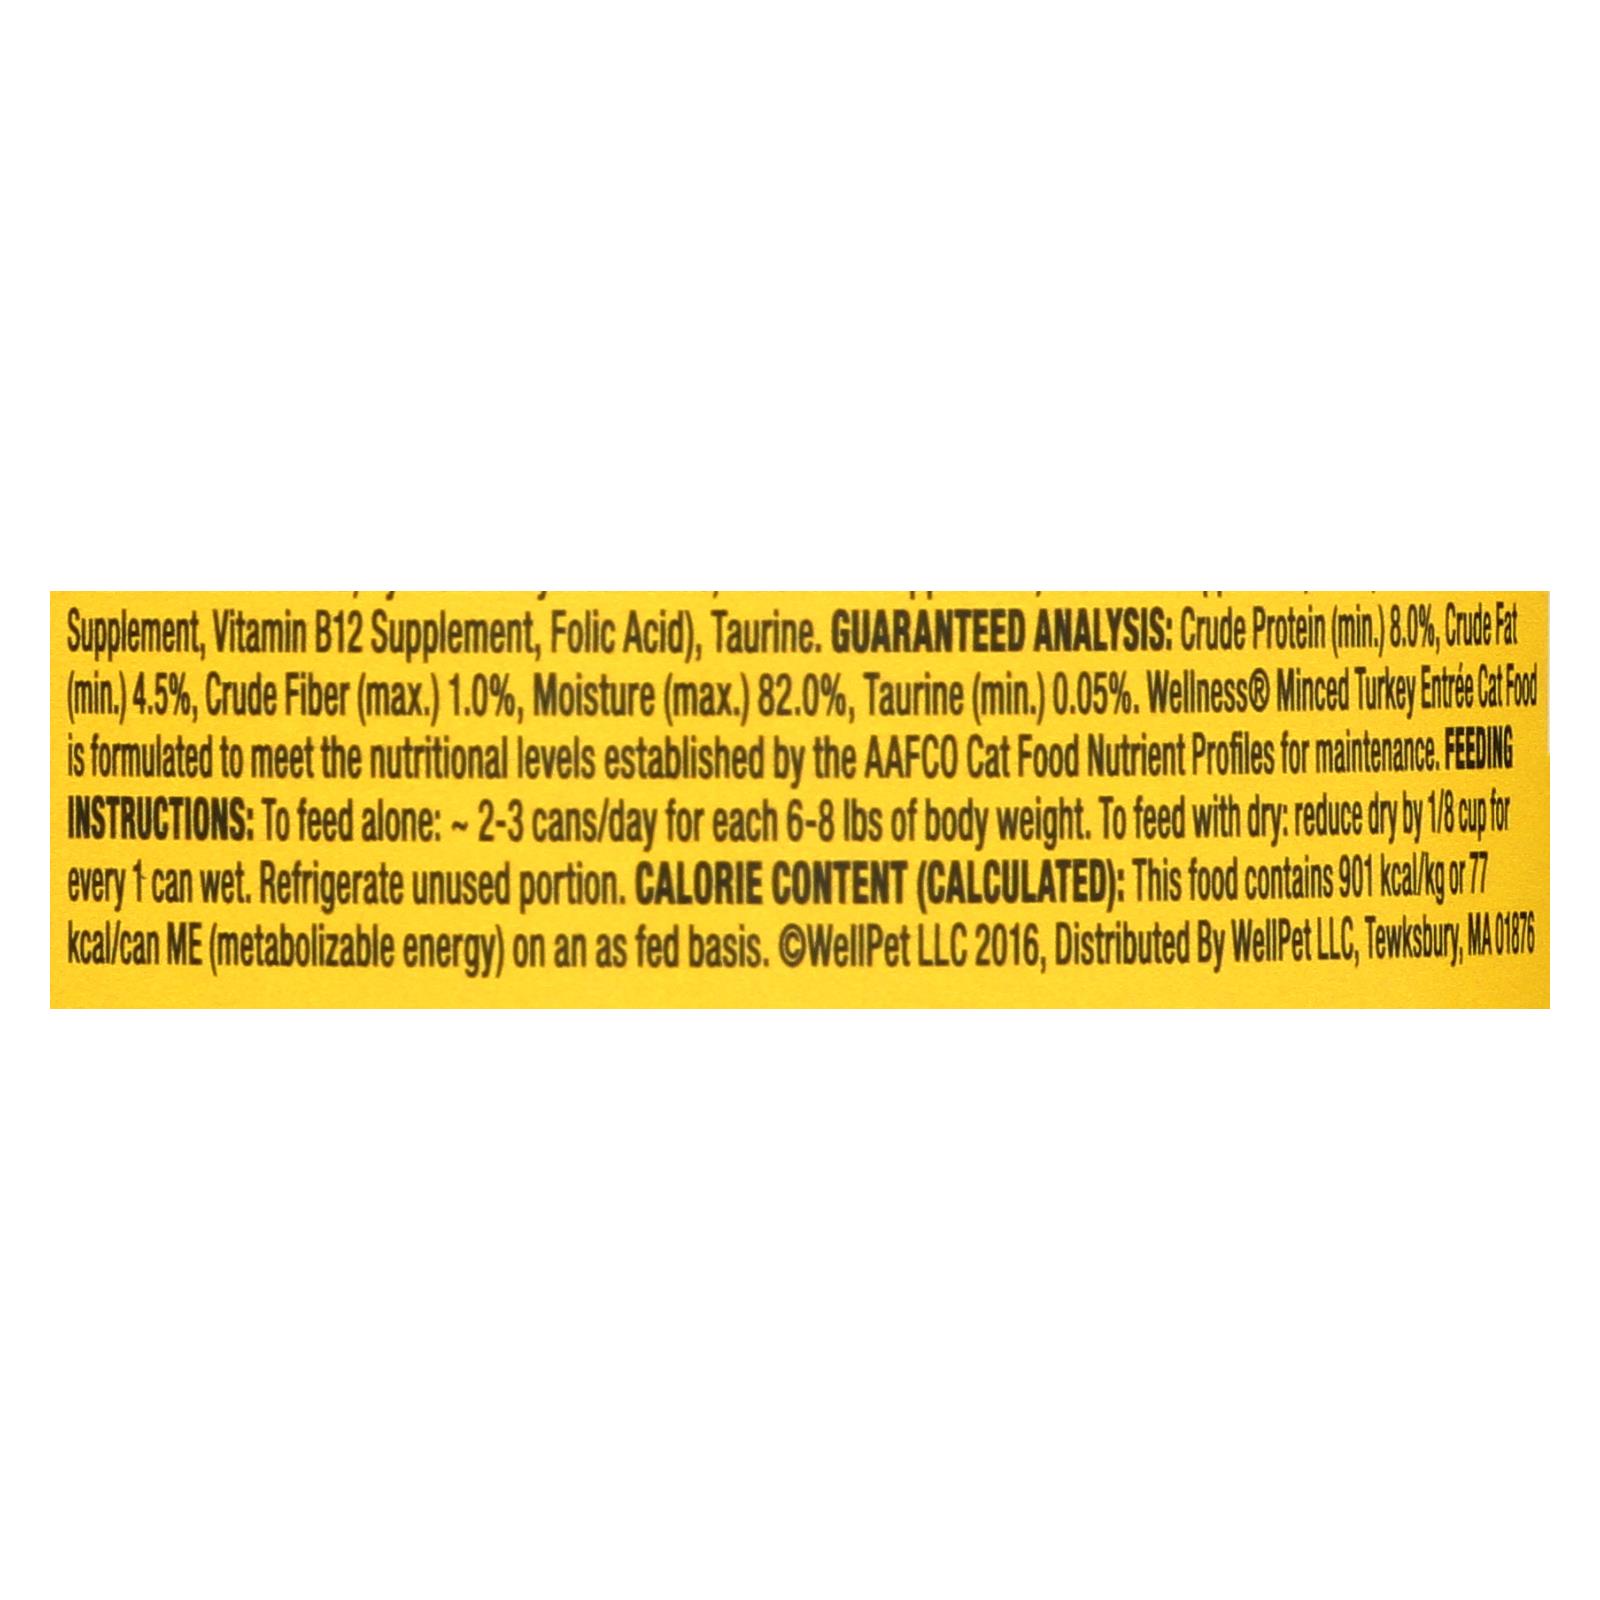 Supplement, Vitamin B12 Supplement, Folic Acid), Taurine. GUARANTEED ANALYSIS: Crude Protein (min.) 8.0%, Crude Fat
(min.) 4.5%, Crude Fiber (max.) 1.0%, Moisture (max.) 82.0%, Taurine (min.) 0.05%. Wellness® Minced Turkey Entrée Cat Food
is formulated to meet the nutritional levels established by the AAFCO Cat Food Nutrient Profiles for maintenance. FEEDING
INSTRUCTIONS: To feed alone: ~ 2-3 cans/day for each 6-8 lbs of body weight. To feed with dry: reduce dry by 1/8 cup for
every 1 can wet. Refrigerate unused portion. CALORIE CONTENT (CALCULATED): This food contains 901 kcal/kg or 77
kcal/can ME (metabolizable energy) on an as fed basis. ©WellPet LLC 2016, Distributed By WellPet LLC, Tewksbury, MA 01876